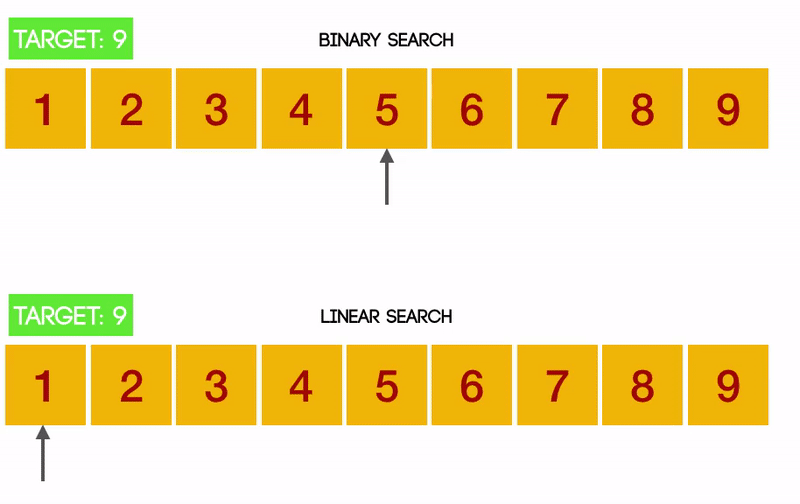 TARGET: 9
BINARY SEARCH
1 2 3 4 5 6 7 8 9
TARGET: 9
LINEAR SEARCH
1 2 3 4 5 6 7 8 9